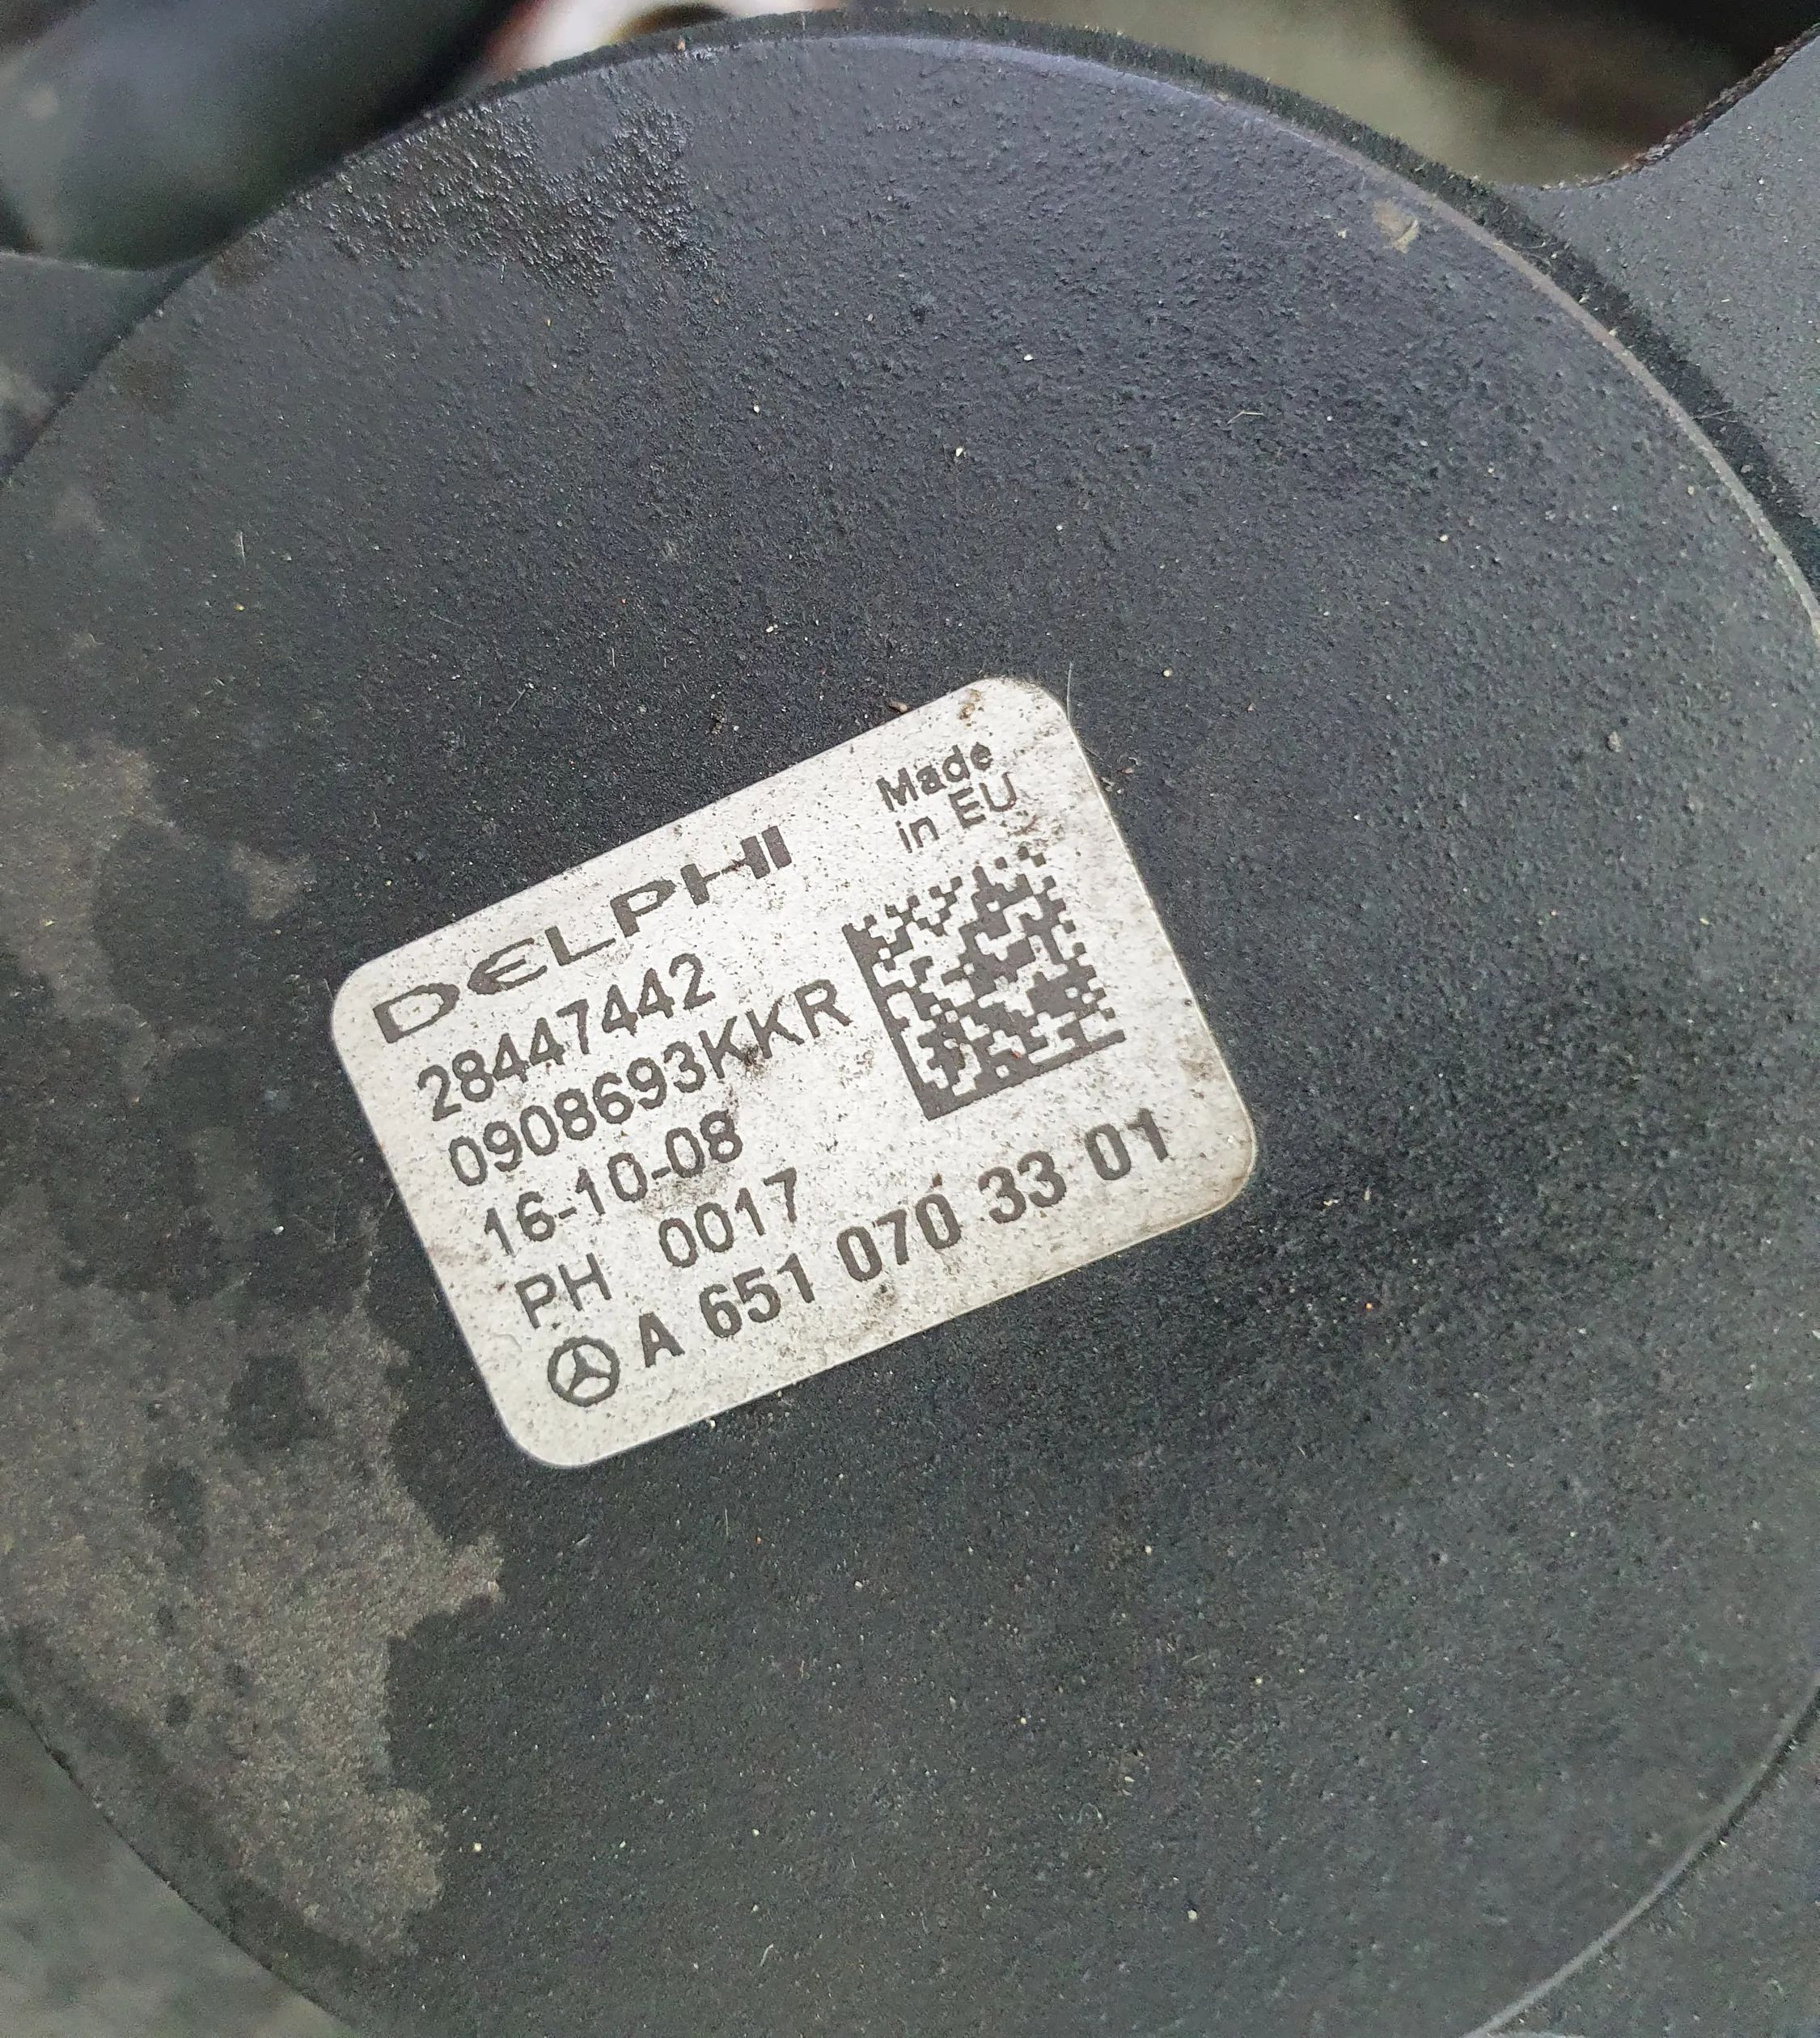 DELPHI
Made
in EU
28447442
0908693KKR
16-10-08
PH 0017
A 651 070 33 01